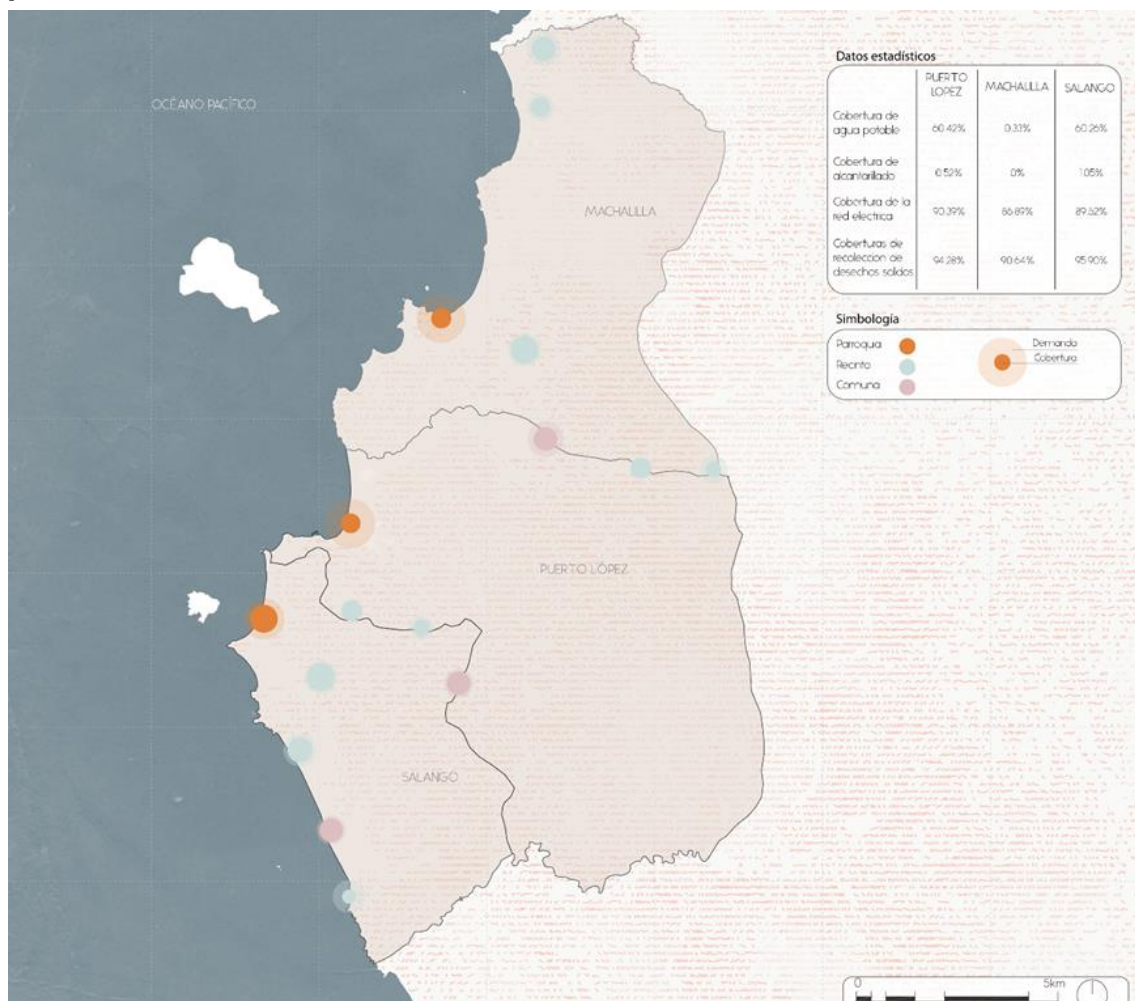 OCÉANO PACÍFICO
MACHALILLA
PUERTO LÓPEZ
SALANGO
Datos estadísticos
PUERTO LOPEZ MACHALILLA SALANGO
Cobertura de agua potable 60.42% 0.33% 60.26%
Cobertura de alcantarillado 0.52% 0% 1.05%
Cobertura de la red electrica 90.39% 86.89% 89.52%
Coberturas de recoleccion de desechos solidos 94.28% 90.64% 95.90%
Simbología
Parroquia
Recinto
Comuna
Demanda
Cobertura
0 5km